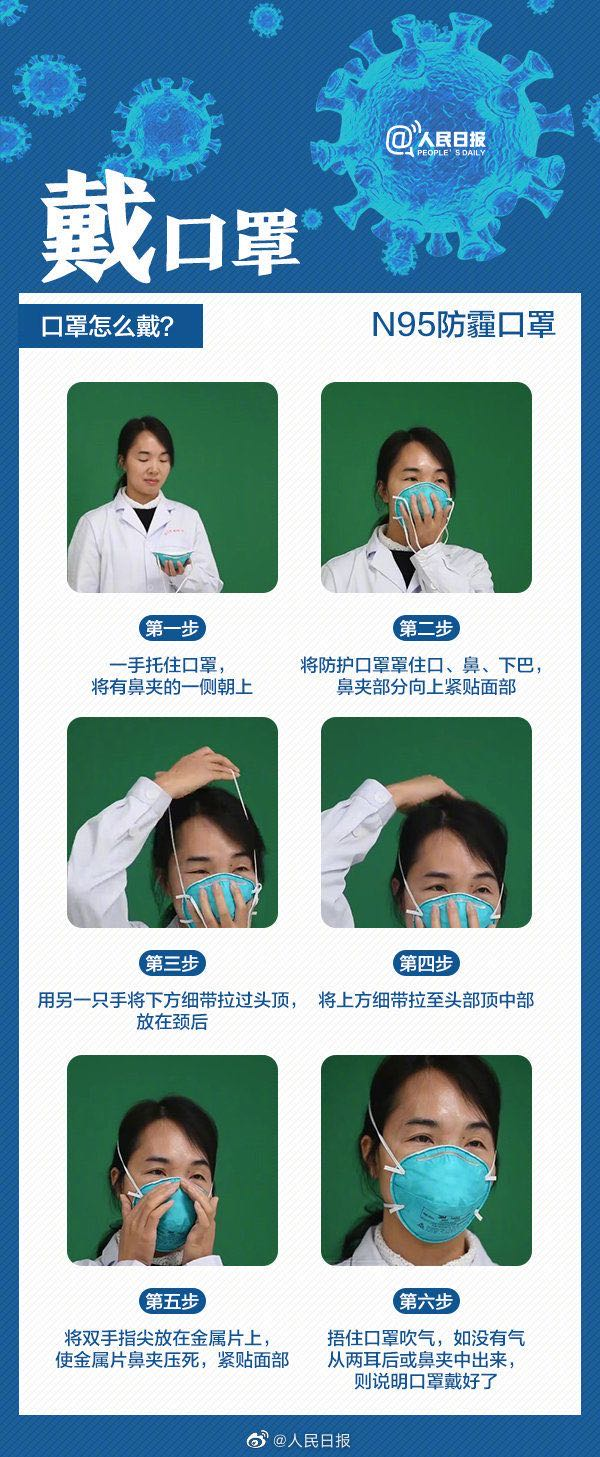 @人民日报
PEOPLE'S DAILY
戴口罩
口罩怎么戴?
N95防霾口罩
第一步
一手托住口罩，
将有鼻夹的一侧朝上
第二步
将防护口罩罩住口、鼻、下巴，
鼻夹部分向上紧贴面部
第三步
用另一只手将下方细带拉过头顶，
放在颈后
第四步
将上方细带拉至头部顶中部
第五步
将双手指尖放在金属片上，
使金属片鼻夹压死，紧贴面部
第六步
捂住口罩吹气，如没有气
从两耳后或鼻夹中出来，
则说明口罩戴好了
@人民日报